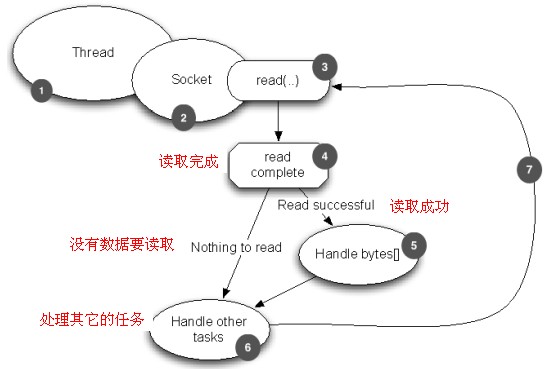 Thread
1
Socket
2
read(..)
3
读取完成
read
complete
4
7
Read successful
读取成功
没有数据要读取
Nothing to read
Handle bytes[]
5
处理其它的任务
Handle other
tasks
6